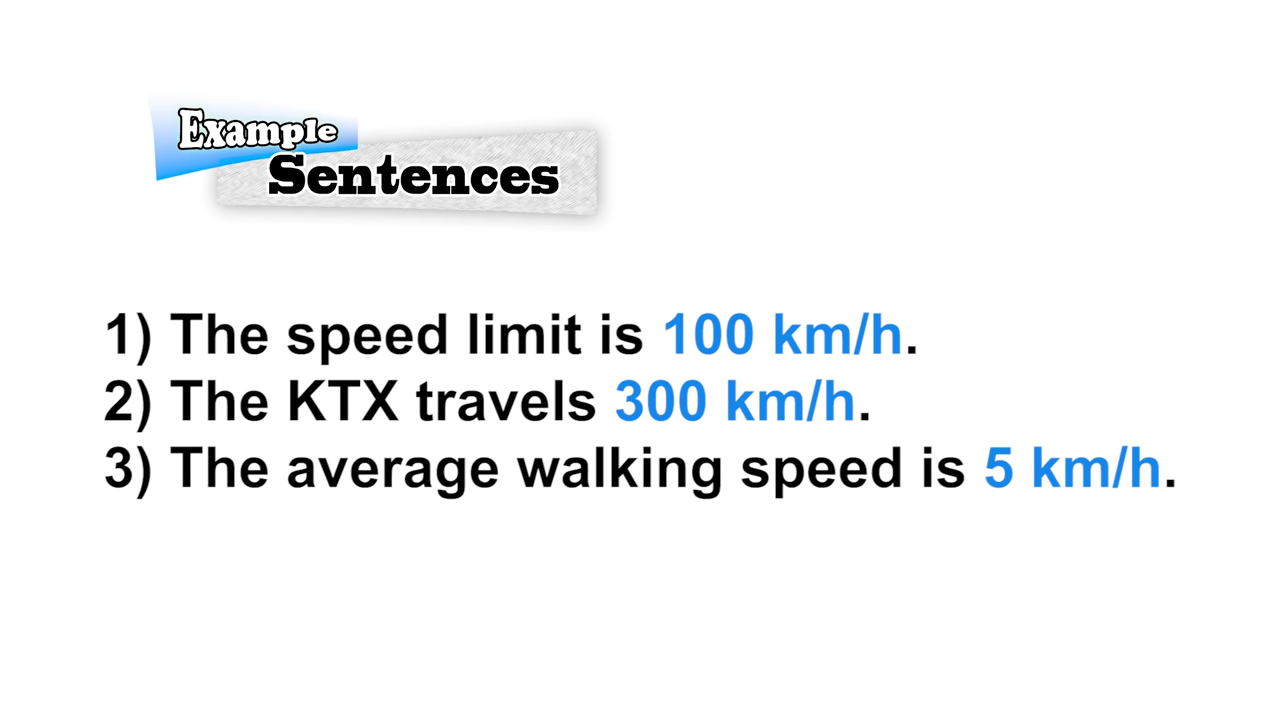 Example
Sentences
1) The speed limit is 100 km/h.
2) The KTX travels 300 km/h.
3) The average walking speed is 5 km/h.